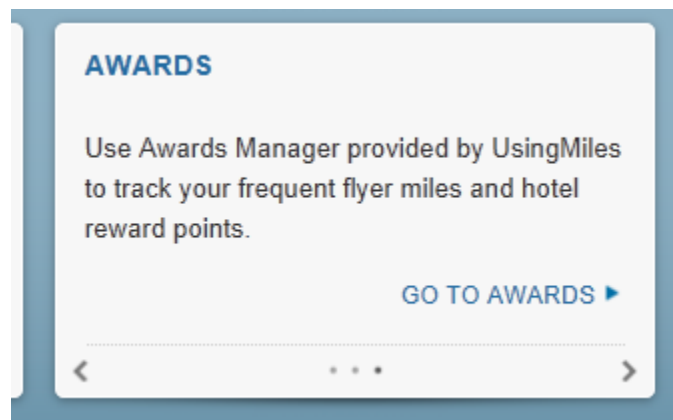 AWARDS
Use Awards Manager provided by UsingMiles
to track your frequent flyer miles and hotel
reward points.
GO TO AWARDS